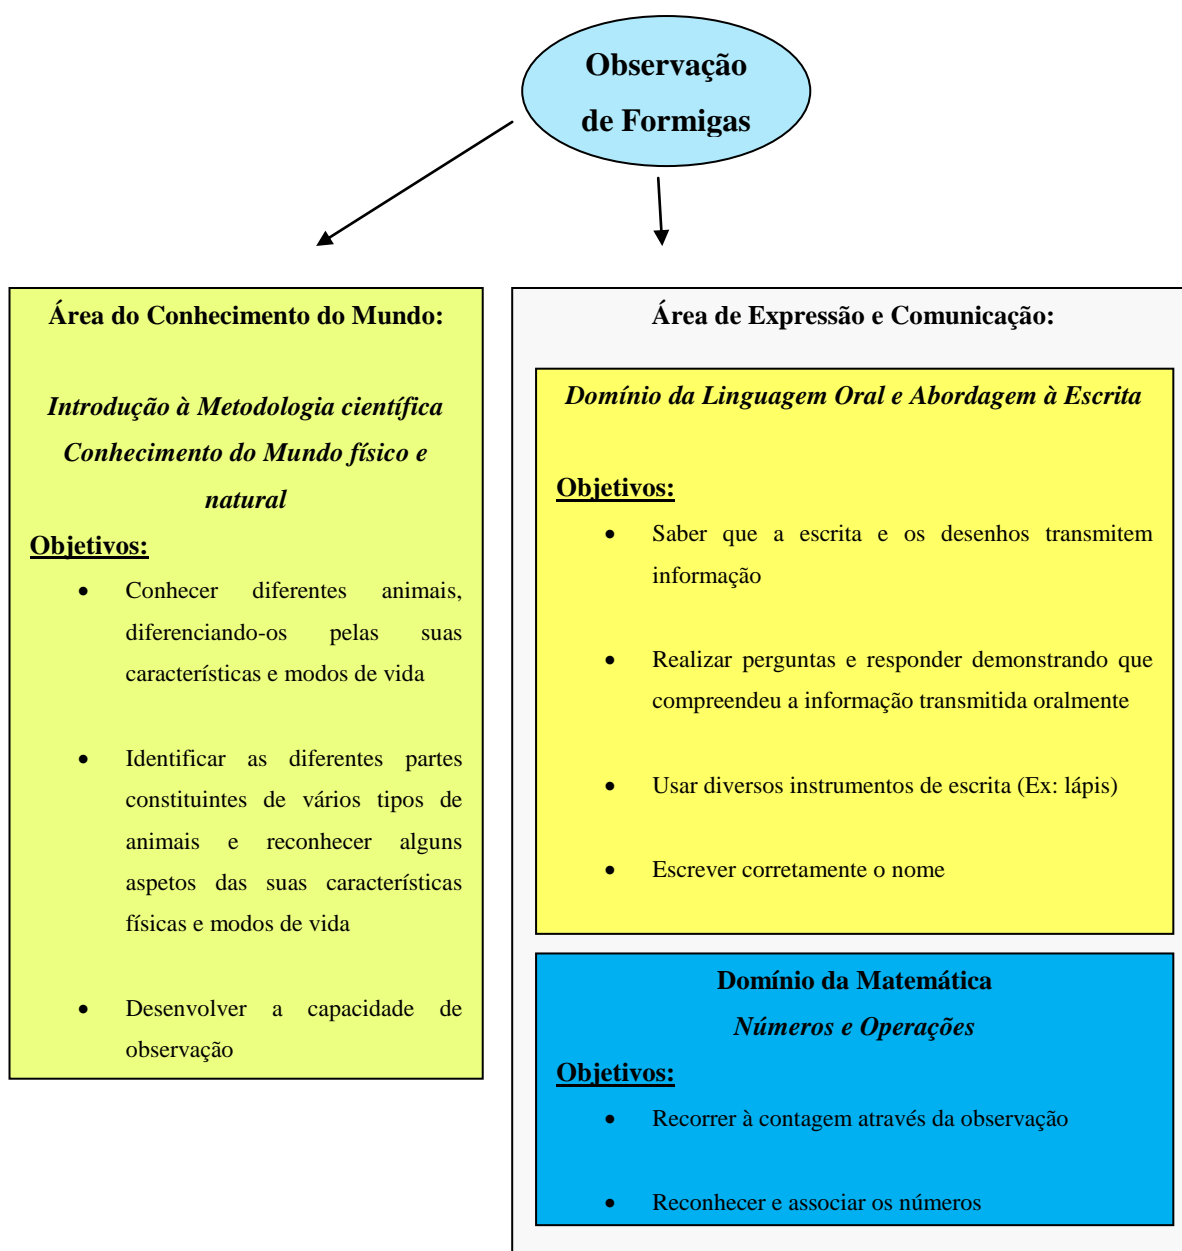 Observação
de Formigas
Área do Conhecimento do Mundo:
Introdução à Metodologia científica
Conhecimento do Mundo físico e
natural
Objetivos:
• Conhecer diferentes animais,
diferenciando-os pelas suas
características e modos de vida
• Identificar as diferentes partes
constituintes de vários tipos de
animais e reconhecer alguns
aspetos das suas características
físicas e modos de vida
• Desenvolver a capacidade de
observação
Área de Expressão e Comunicação:
Domínio da Linguagem Oral e Abordagem à Escrita
Objetivos:
• Saber que a escrita e os desenhos transmitem
informação
• Realizar perguntas e responder demonstrando que
compreendeu a informação transmitida oralmente
• Usar diversos instrumentos de escrita (Ex: lápis)
• Escrever corretamente o nome
Domínio da Matemática
Números e Operações
Objetivos:
• Recorrer à contagem através da observação
• Reconhecer e associar os números